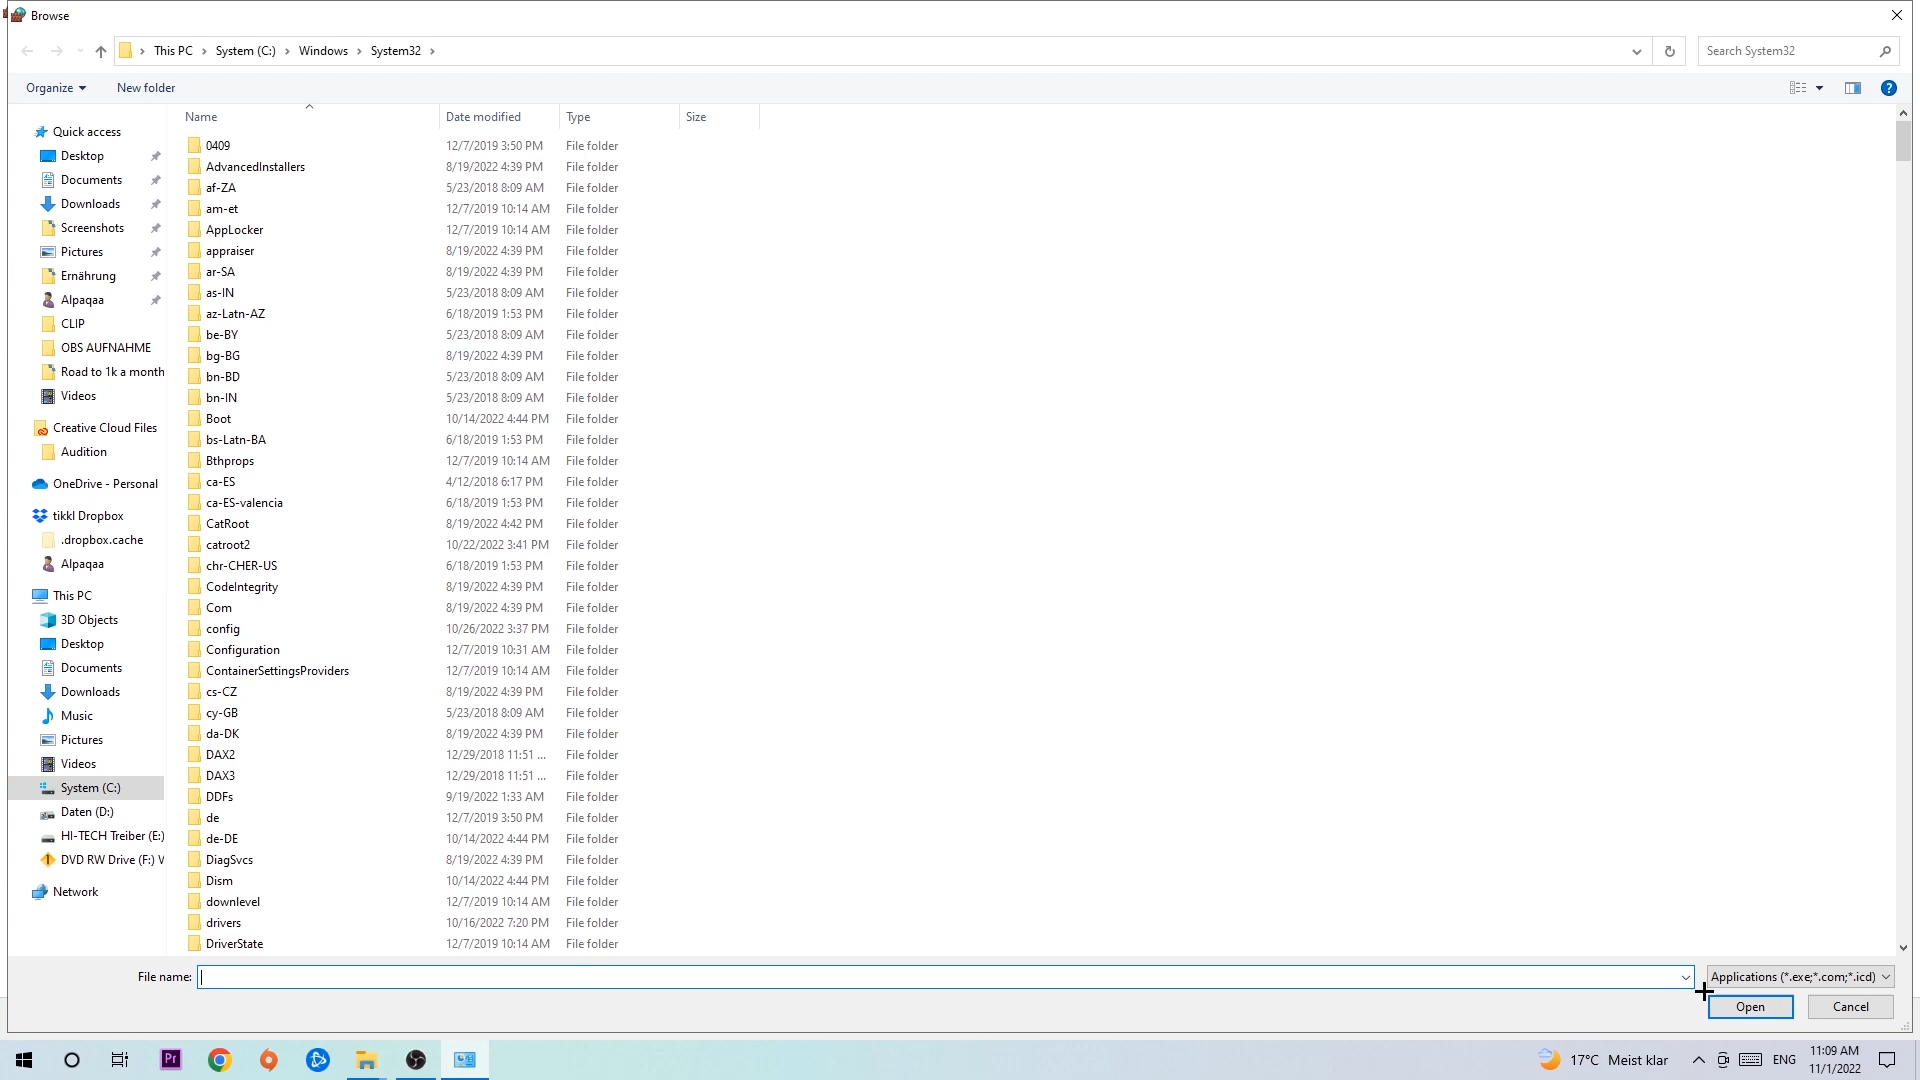 Browse
This PC System (C:) Windows System32
Search System32
Organize New folder
Name Date modified Type Size
Quick access
Desktop
Documents
Downloads
Screenshots
Pictures
Ernährung
Alpaqaa
CLIP
OBS AUFNAHME
Road to 1k a month
Videos
Creative Cloud Files
Audition
OneDrive - Personal
tikkl Dropbox
.dropbox.cache
Alpaqaa
This PC
3D Objects
Desktop
Documents
Downloads
Music
Pictures
Videos
System (C:)
Daten (D:)
HI-TECH Treiber (E:)
DVD RW Drive (F:) V
Network
0409 12/7/2019 3:50 PM File folder
AdvancedInstallers 8/19/2022 4:39 PM File folder
af-ZA 5/23/2018 8:09 AM File folder
am-et 12/7/2019 10:14 AM File folder
AppLocker 12/7/2019 10:14 AM File folder
appraiser 8/19/2022 4:39 PM File folder
ar-SA 8/19/2022 4:39 PM File folder
as-IN 5/23/2018 8:09 AM File folder
az-Latn-AZ 6/18/2019 1:53 PM File folder
be-BY 5/23/2018 8:09 AM File folder
bg-BG 8/19/2022 4:39 PM File folder
bn-BD 5/23/2018 8:09 AM File folder
bn-IN 5/23/2018 8:09 AM File folder
Boot 10/14/2022 4:44 PM File folder
bs-Latn-BA 6/18/2019 1:53 PM File folder
Bthprops 12/7/2019 10:14 AM File folder
ca-ES 4/12/2018 6:17 PM File folder
ca-ES-valencia 6/18/2019 1:53 PM File folder
CatRoot 8/19/2022 4:42 PM File folder
catroot2 10/22/2022 3:41 PM File folder
chr-CHER-US 6/18/2019 1:53 PM File folder
CodeIntegrity 8/19/2022 4:39 PM File folder
Com 8/19/2022 4:39 PM File folder
config 10/26/2022 3:37 PM File folder
Configuration 12/7/2019 10:31 AM File folder
ContainerSettingsProviders 12/7/2019 10:14 AM File folder
cs-CZ 8/19/2022 4:39 PM File folder
cy-GB 5/23/2018 8:09 AM File folder
da-DK 8/19/2022 4:39 PM File folder
DAX2 12/29/2018 11:51 ... File folder
DAX3 12/29/2018 11:51 ... File folder
DDFs 9/19/2022 1:33 AM File folder
de 12/7/2019 3:50 PM File folder
de-DE 10/14/2022 4:44 PM File folder
DiagSvcs 8/19/2022 4:39 PM File folder
Dism 10/14/2022 4:44 PM File folder
downlevel 12/7/2019 10:14 AM File folder
drivers 10/16/2022 7:20 PM File folder
DriverState 12/7/2019 10:14 AM File folder
File name: Applications (*.exe;*.com;*.icd)
Open Cancel
Pr 17°C Meist klar ENG 11:09 AM
11/1/2022